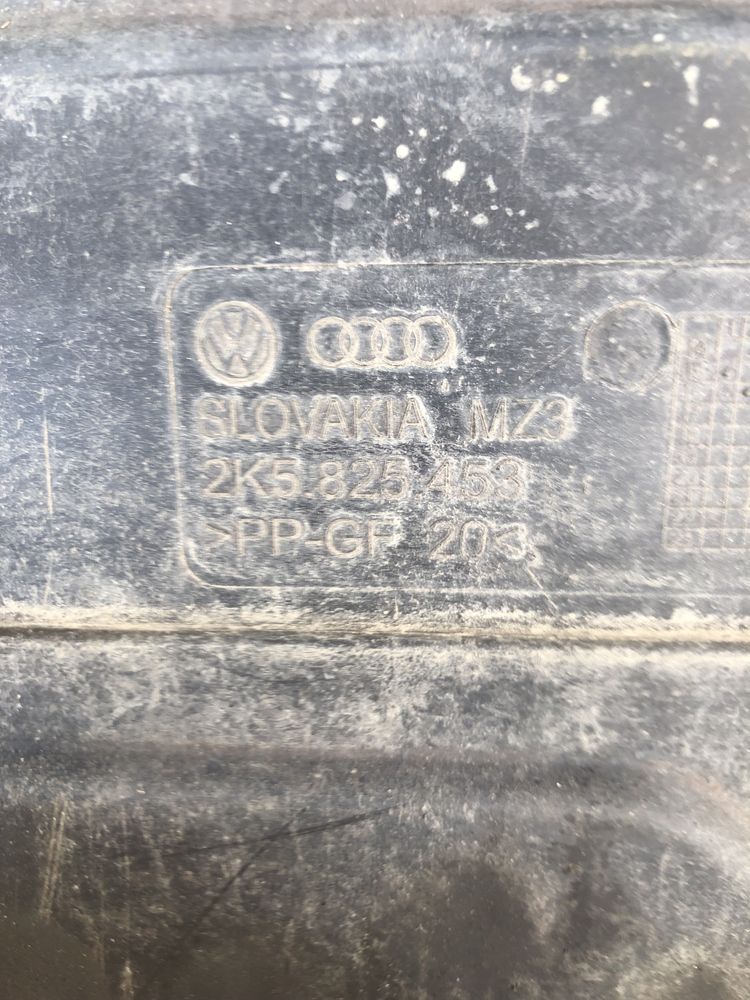 SLOVAKIA MZ3
2K5.825.453
>PP-GF 20<